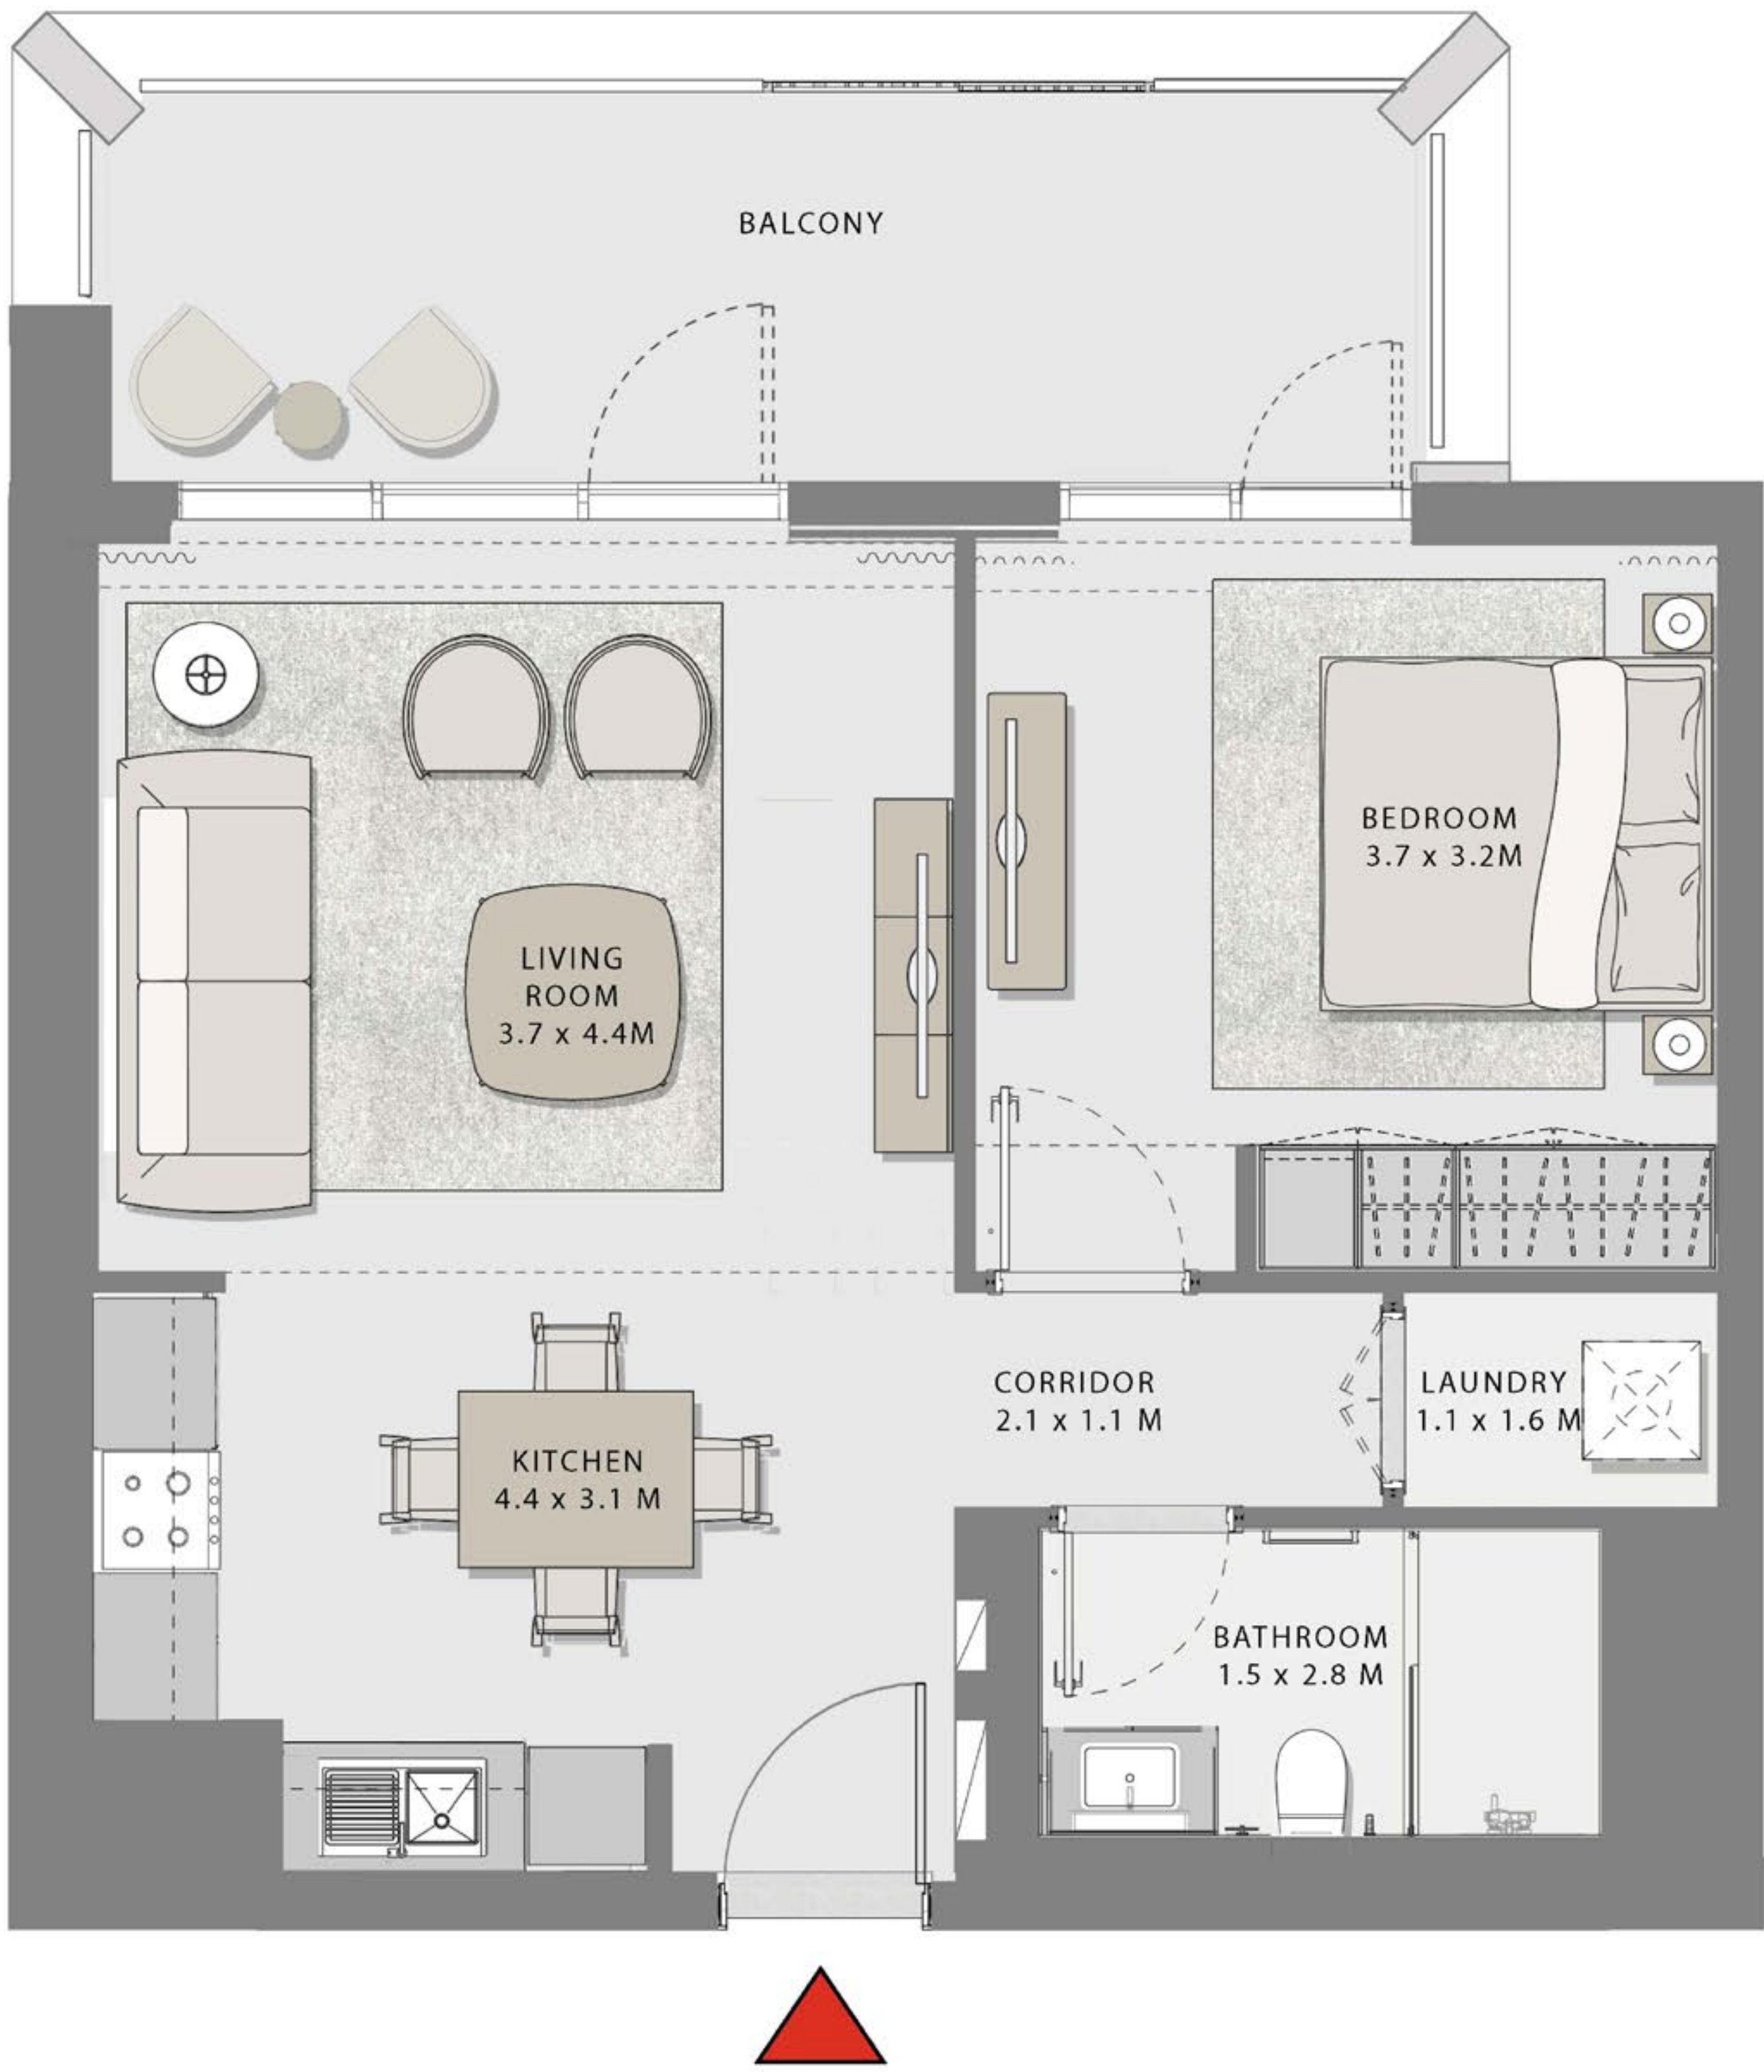 BALCONY
BEDROOM
3.7 x 3.2M
LIVING
ROOM
3.7 x 4.4M
CORRIDOR
2.1 x 1.1 M
LAUNDRY
1.1 x 1.6 M
KITCHEN
4.4 x 3.1 M
BATHROOM
1.5 x 2.8 M